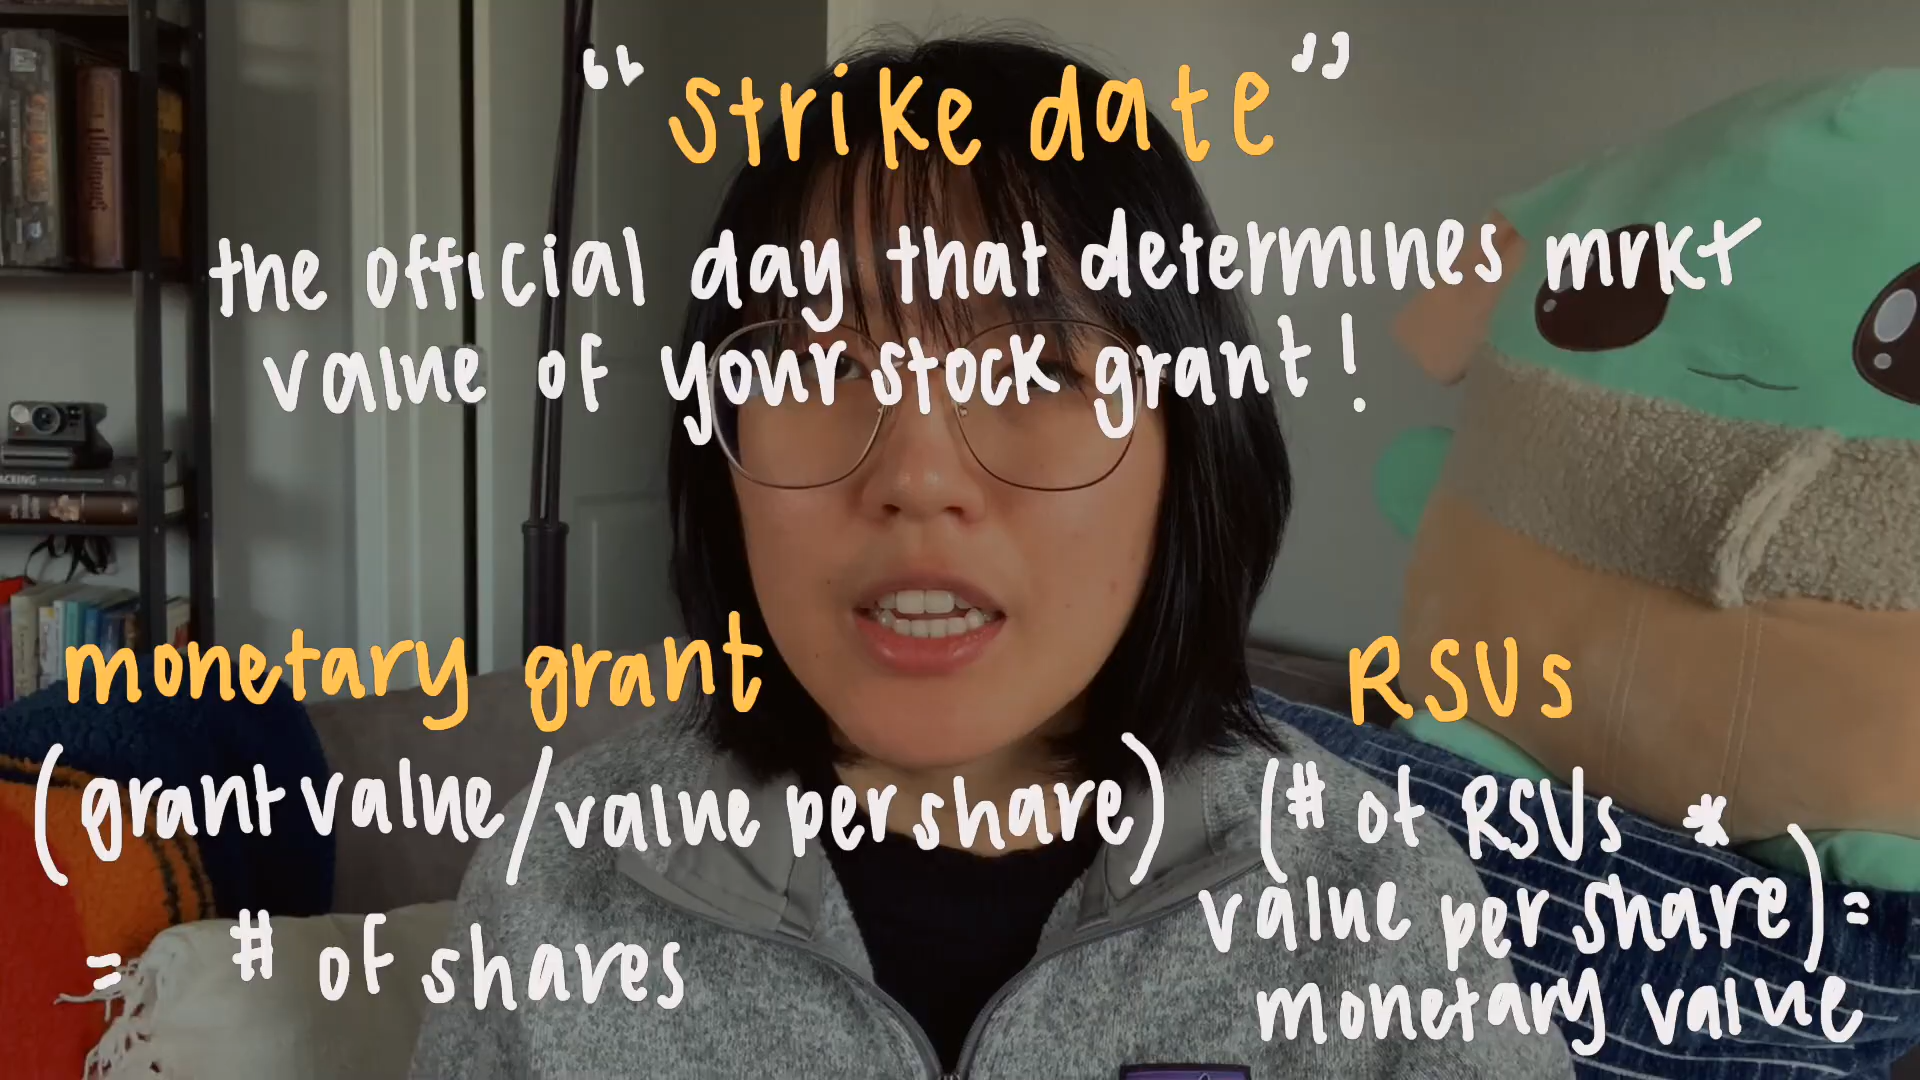 “strike date”
the official day that determines mrkt
value of your stock grant!
monetary grant
(grant value/value per share)
= # of shares
RSUs
(# of RSUs *
value per share) =
monetary value
ACKING